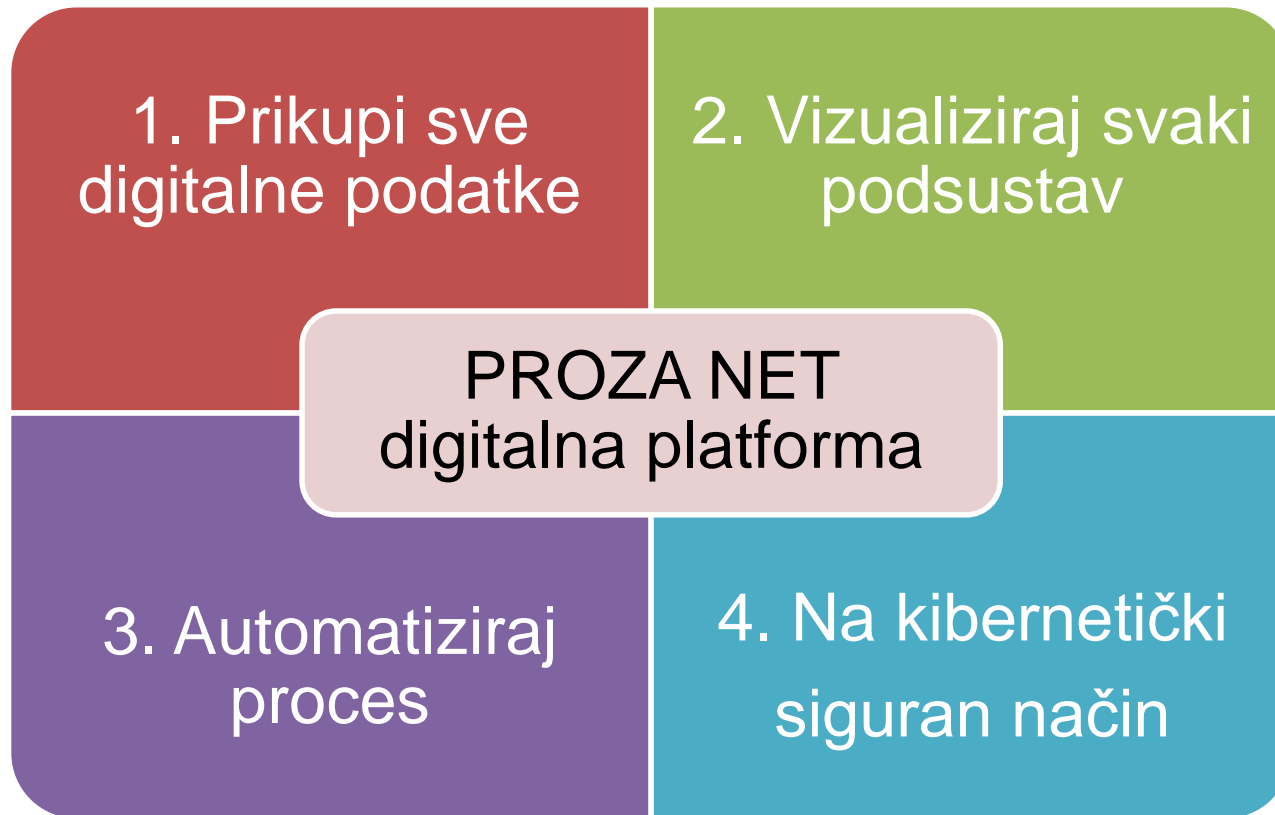 1. Prikupi sve
digitalne podatke
2. Vizualiziraj svaki
podsustav
PROZA NET
digitalna platforma
3. Automatiziraj
proces
4. Na kibernetički
siguran način